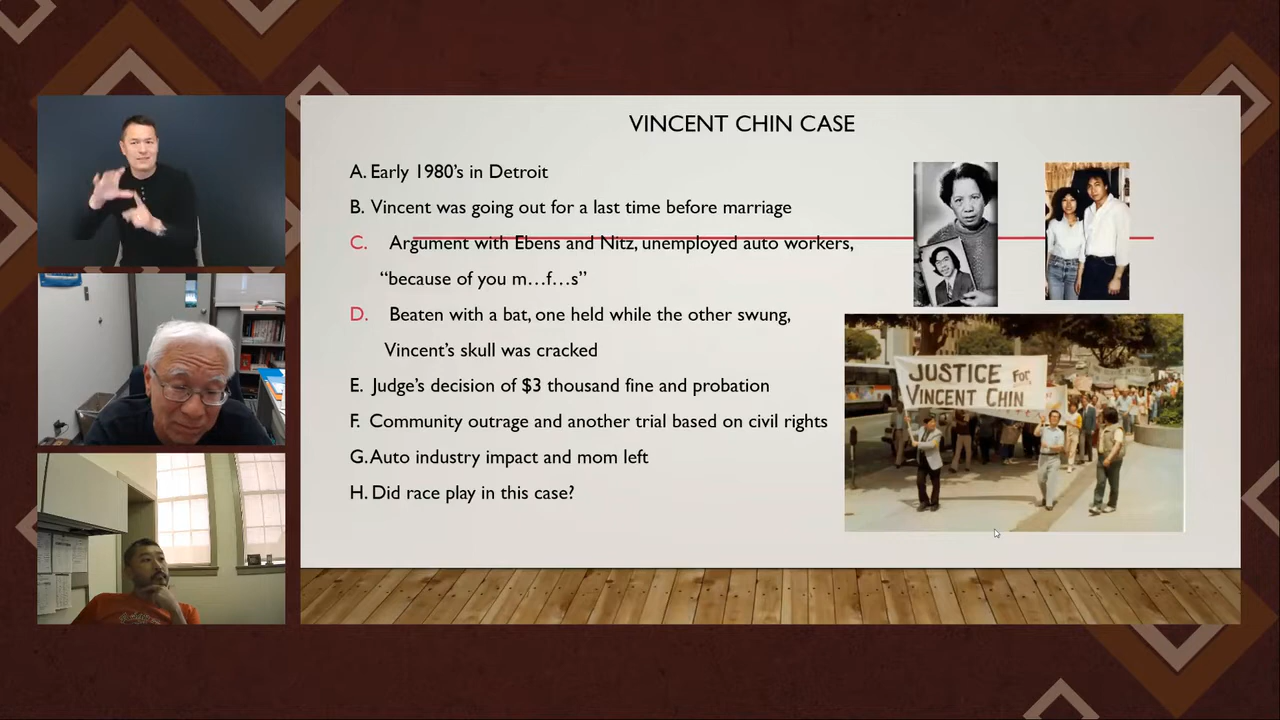 VINCENT CHIN CASE
A. Early 1980’s in Detroit
B. Vincent was going out for a last time before marriage
C. Argument with Ebens and Nitz, unemployed auto workers,
“because of you m…f…s”
D. Beaten with a bat, one held while the other swung,
Vincent’s skull was cracked
E. Judge’s decision of $3 thousand fine and probation
F. Community outrage and another trial based on civil rights
G.Auto industry impact and mom left
H. Did race play in this case?
JUSTICE FOR
VINCENT CHIN